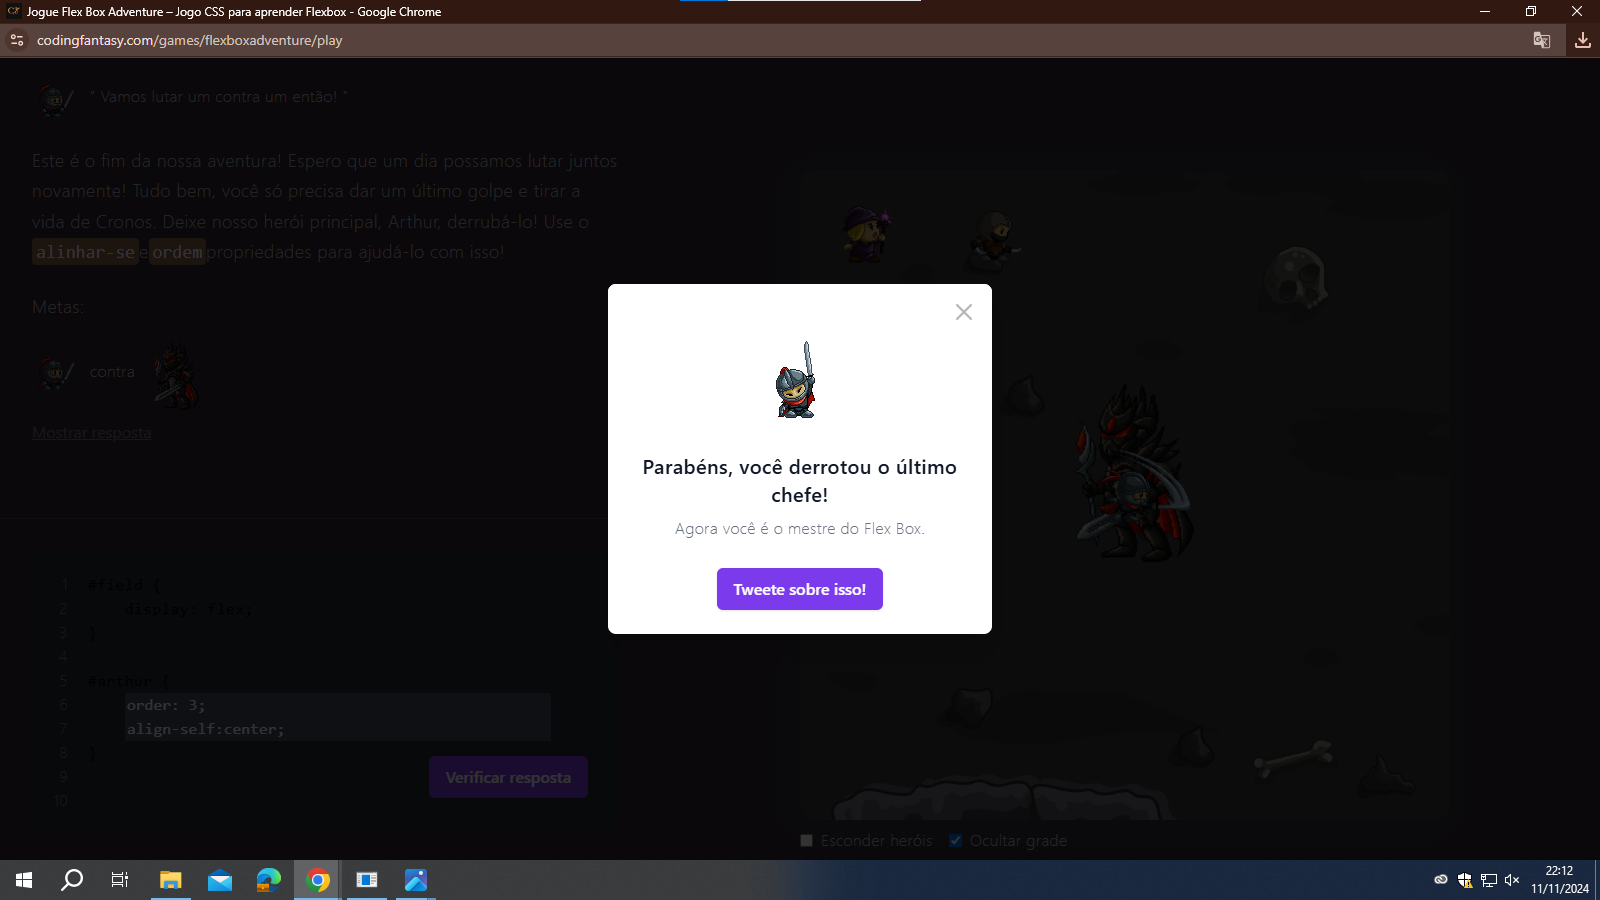 Jogue Flex Box Adventure – Jogo CSS para aprender Flexbox - Google Chrome
codingfantasy.com/games/flexboxadventure/play
" Vamos lutar um contra um então! "
Este é o fim da nossa aventura! Espero que um dia possamos lutar juntos
novamente! Tudo bem, você só precisa dar um último golpe e tirar a
vida de Cronos. Deixe nosso herói principal, Arthur, derrubá-lo! Use o
alinhar-se e ordem propriedades para ajudá-lo com isso!
Metas:
contra
Mostrar resposta
1 #field {
2 display: flex;
3 }
4
5 #arthur {
6 order: 3;
7 align-self:center;
8 }
9
10
Verificar resposta
Parabéns, você derrotou o último
chefe!
Agora você é o mestre do Flex Box.
Tweete sobre isso!
Esconder heróis Ocultar grade
22:12
11/11/2024